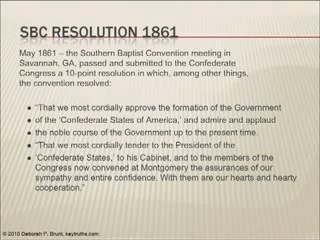 SBC RESOLUTION 1861
May 1861 – the Southern Baptist Convention meeting in
Savannah, GA, passed and submitted to the Confederate
Congress a 10-point resolution in which, among other things,
the convention resolved:
● "That we most cordially approve the formation of the Government
● of the 'Confederate States of America,' and admire and applaud
● the noble course of the Government up to the present time.
● "That we most cordially tender to the President of the
● 'Confederate States,' to his Cabinet, and to the members of the
Congress now convened at Montgomery the assurances of our
sympathy and entire confidence. With them are our hearts and hearty
cooperation."
© 2010 Deborah P. Brunt, keytruths.com